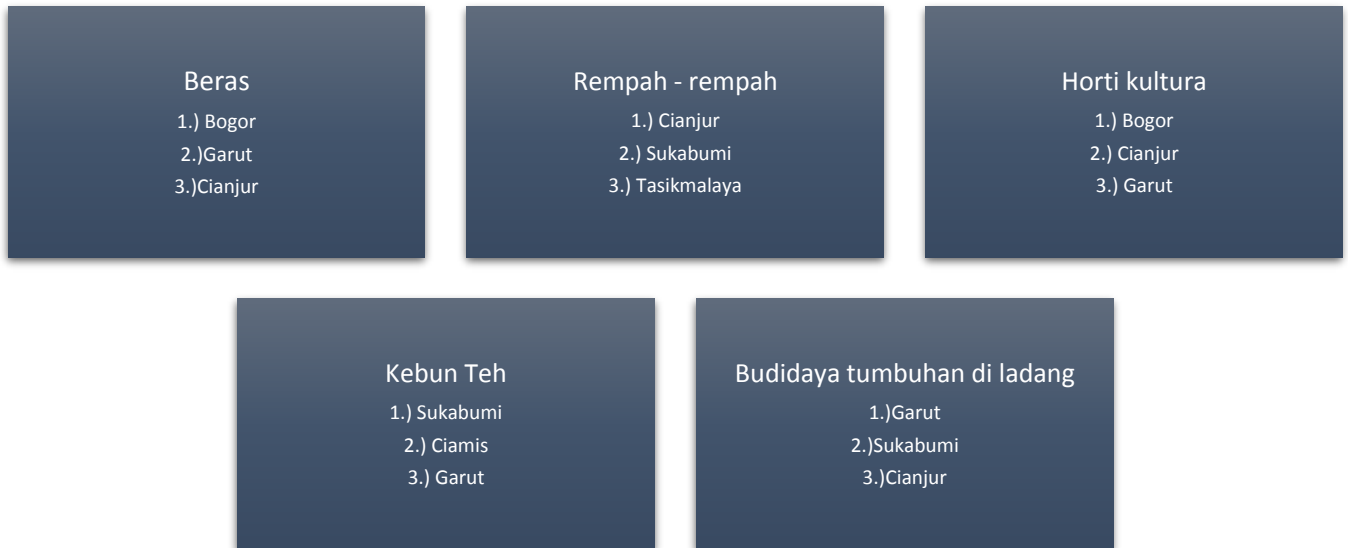 Beras
1.) Bogor
2.)Garut
3.)Cianjur
Rempah - rempah
1.) Cianjur
2.) Sukabumi
3.) Tasikmalaya
Horti kultura
1.) Bogor
2.) Cianjur
3.) Garut
Kebun Teh
1.) Sukabumi
2.) Ciamis
3.) Garut
Budidaya tumbuhan di ladang
1.)Garut
2.)Sukabumi
3.)Cianjur